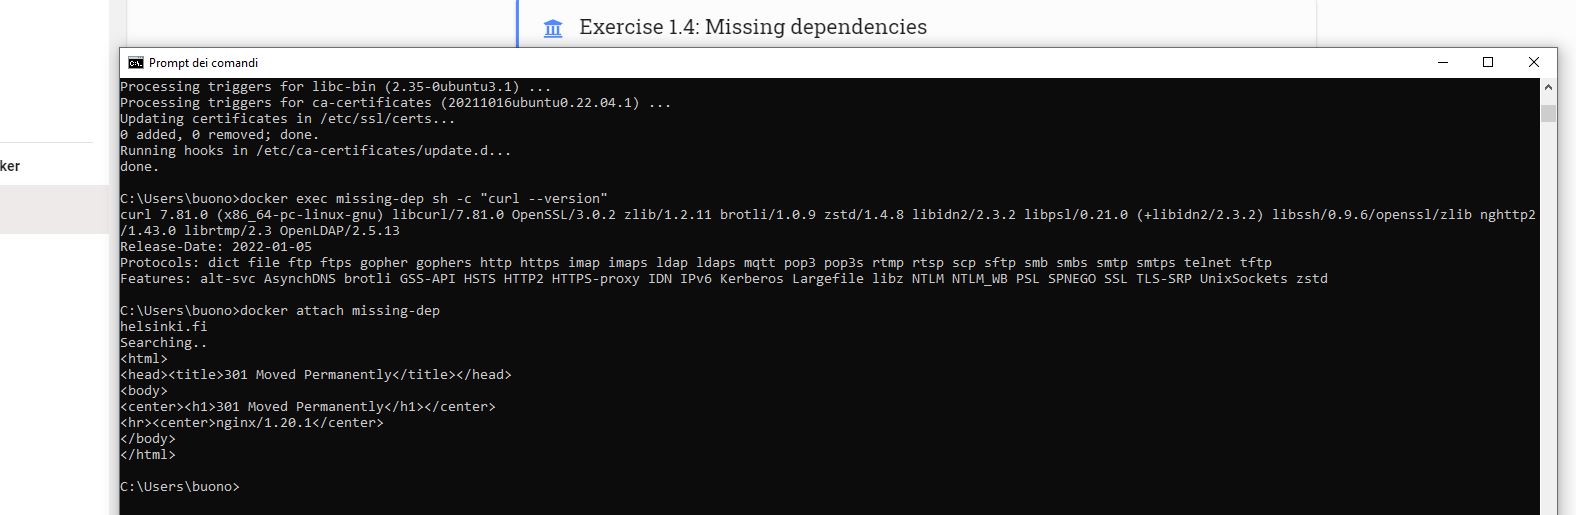 Exercise 1.4: Missing dependencies
Prompt dei comandi
Processing triggers for libc-bin (2.35-0ubuntu3.1) ...
Processing triggers for ca-certificates (20211016ubuntu0.22.04.1) ...
Updating certificates in /etc/ssl/certs...
0 added, 0 removed; done.
Running hooks in /etc/ca-certificates/update.d...
done.
ker
C:\Users\buono>docker exec missing-dep sh -c "curl --version"
curl 7.81.0 (x86_64-pc-linux-gnu) libcurl/7.81.0 OpenSSL/3.0.2 zlib/1.2.11 brotli/1.0.9 zstd/1.4.8 libidn2/2.3.2 libpsl/0.21.0 (+libidn2/2.3.2) libssh/0.9.6/openssl/zlib nghttp2
/1.43.0 librtmp/2.3 OpenLDAP/2.5.13
Release-Date: 2022-01-05
Protocols: dict file ftp ftps gopher gophers http https imap imaps ldap ldaps mqtt pop3 pop3s rtmp rtsp scp sftp smb smbs smtp smtps telnet tftp
Features: alt-svc AsynchDNS brotli GSS-API HSTS HTTP2 HTTPS-proxy IDN IPv6 Kerberos Largefile libz NTLM NTLM_WB PSL SPNEGO SSL TLS-SRP UnixSockets zstd
C:\Users\buono>docker attach missing-dep
helsinki.fi
Searching..
<html>
<head><title>301 Moved Permanently</title></head>
<body>
<center><h1>301 Moved Permanently</h1></center>
<hr><center>nginx/1.20.1</center>
</body>
</html>
C:\Users\buono>